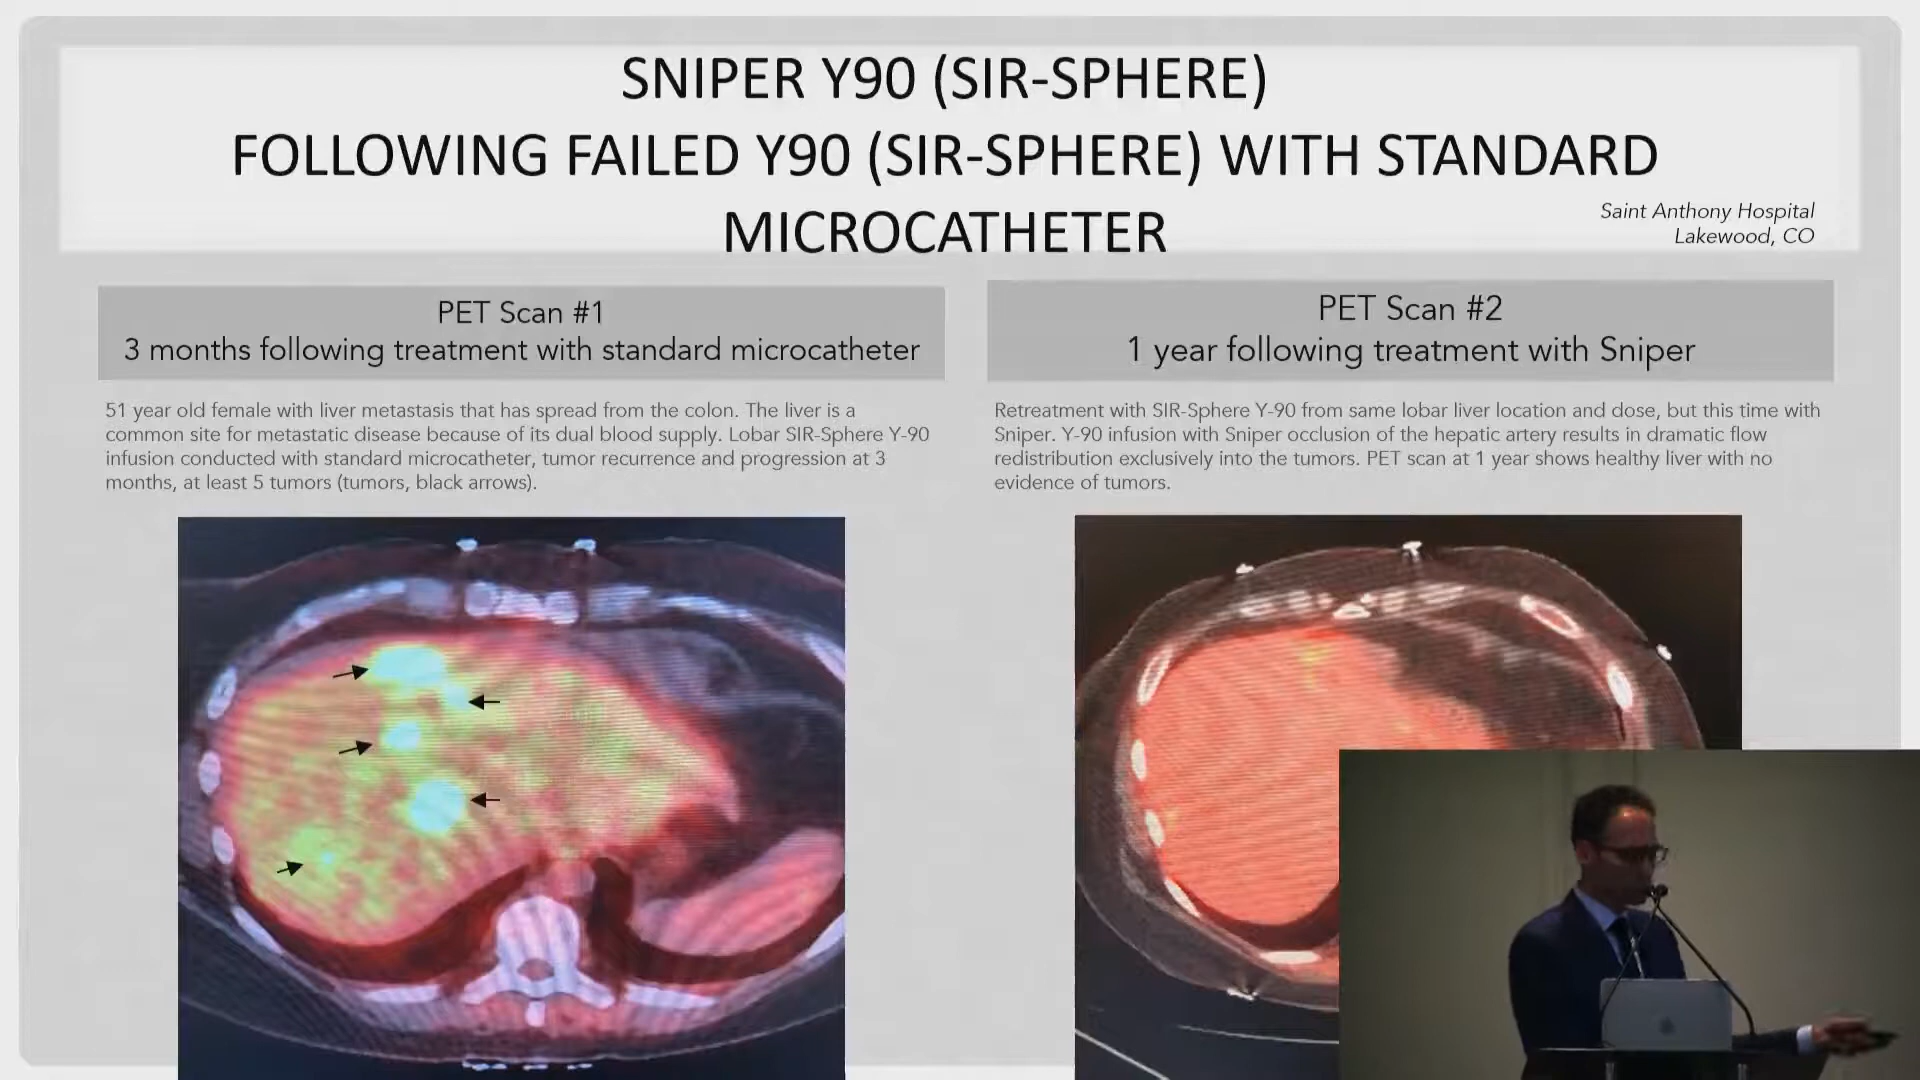 SNIPER Y90 (SIR-SPHERE)
FOLLOWING FAILED Y90 (SIR-SPHERE) WITH STANDARD
MICROCATHETER
Saint Anthony Hospital
Lakewood, CO
PET Scan #1
3 months following treatment with standard microcatheter
51 year old female with liver metastasis that has spread from the colon. The liver is a
common site for metastatic disease because of its dual blood supply. Lobar SIR-Sphere Y-90
infusion conducted with standard microcatheter, tumor recurrence and progression at 3
months, at least 5 tumors (tumors, black arrows).
PET Scan #2
1 year following treatment with Sniper
Retreatment with SIR-Sphere Y-90 from same lobar liver location and dose, but this time with
Sniper. Y-90 infusion with Sniper occlusion of the hepatic artery results in dramatic flow
redistribution exclusively into the tumors. PET scan at 1 year shows healthy liver with no
evidence of tumors.